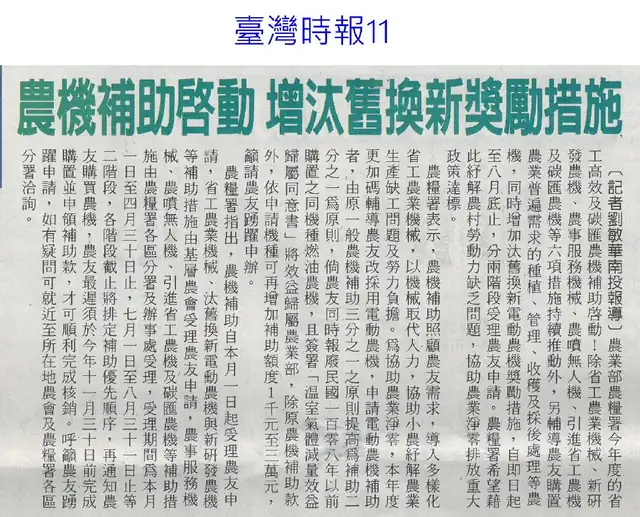 臺灣時報11
農機補助啓動 增汰舊換新獎勵措施
〔記者劉敏華南投報導〕農業部農糧署今年度的省
工高效及碳匯農機補助啓動！除省工農業機械、新研
發農機、農事服務機械、農噴無人機、引進省工農機
及碳匯農機等六項措施持續推動外，另輔導農友購置
農業普遍需求的種植、管理、收穫及採後處理等農
機，同時增加汰舊換新電動農機獎勵措施，自即日起
至八月底止，分兩階段受理農友申請。農糧署希望藉
此紓解農村勞動力缺乏問題，協助農業淨零排放重大
政策達標。
農糧署表示，農機補助照顧農友需求，導入多樣化
省工農業機械，以機械取代人力，協助小農紓解農業
生產缺工問題及勞力負擔。爲協助農業淨零，本年度
更加碼輔導農友改採用電動農機，申請電動農機補助
者，由原一般農機補助三分之一之原則提高爲補助二
分之一爲原則，倘農友同時報廢民國一百零八年以前
購置之同機種燃油農機，且簽署「溫室氣體減量效益
歸屬同意書」將效益歸屬農業部，除原農機補助款
外，依申請機種可再增加補助額度1千元至三萬元，
籲請農友踴躍申辦。
農糧署指出，農機補助自本月一日起受理農友申
請，省工農業機械、汰舊換新電動農機與新研發農機
等補助措施由基層農會受理農友申請，農事服務機
械、農噴無人機、引進省工農機及碳匯農機等補助措
施由農糧署各區分署及辦事處受理，受理期間爲本月
一日至四月三十日止，七月一日至八月三十一日止等
二階段，各階段截止將排定補助優先順序，再通知農
友購買農機，農友最遲須於今年十一月三十日前完成
購置並申領補助款，才可順利完成核銷。呼籲農友踴
躍申請，如有疑問可就近至所在地農會及農糧署各區
分署洽詢。